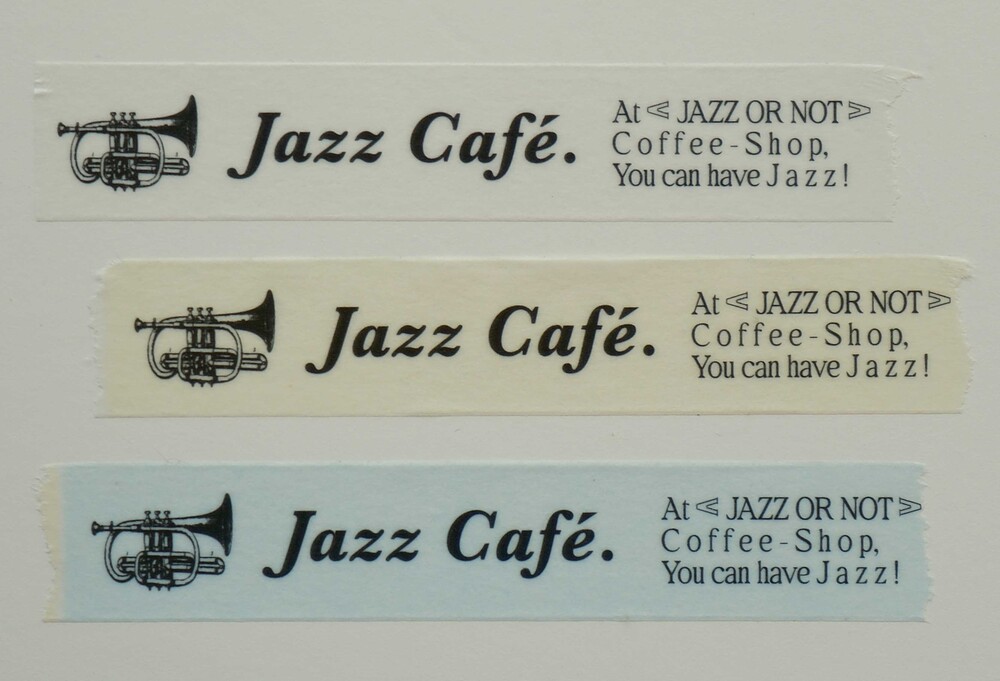 Jazz Café.
At ≪ JAZZ OR NOT ≫
Coffee-Shop,
You can have Jazz!
Jazz Café.
At ≪ JAZZ OR NOT ≫
Coffee-Shop,
You can have Jazz!
Jazz Café.
At ≪ JAZZ OR NOT ≫
Coffee-Shop,
You can have Jazz!